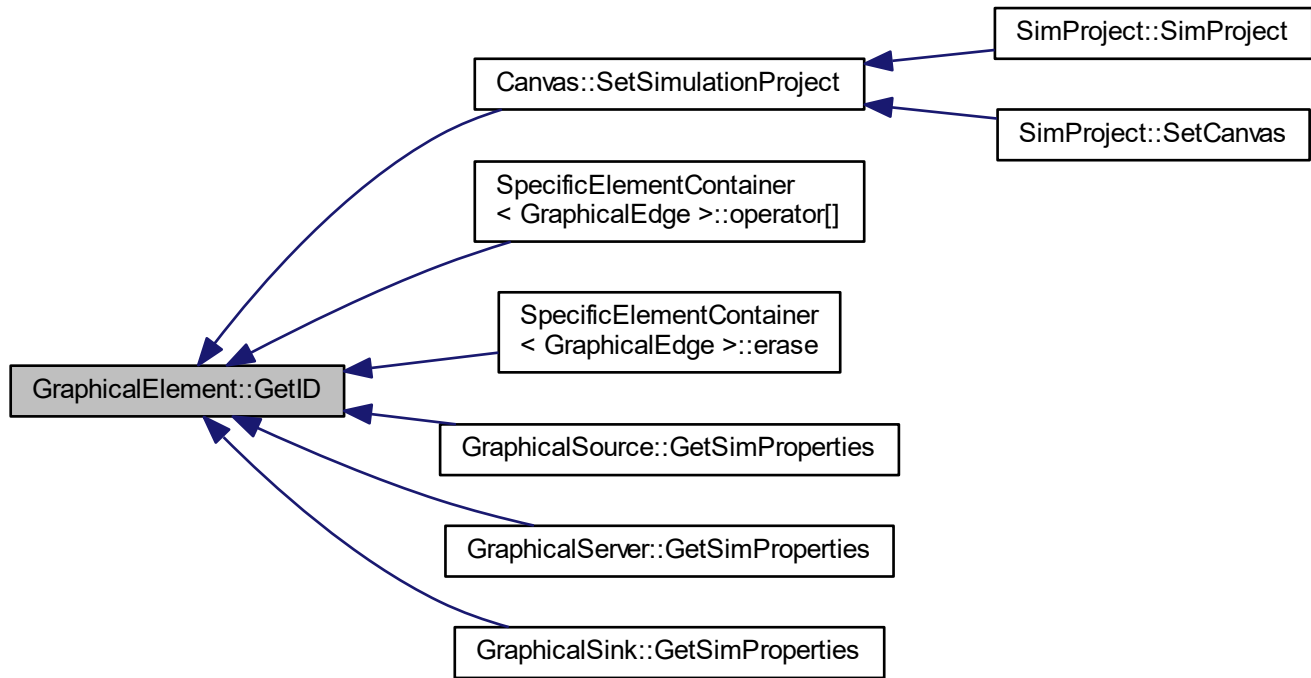 SimProject::SimProject
Canvas::SetSimulationProject
SimProject::SetCanvas
SpecificElementContainer
< GraphicalEdge >::operator[]
SpecificElementContainer
< GraphicalEdge >::erase
GraphicalElement::GetID
GraphicalSource::GetSimProperties
GraphicalServer::GetSimProperties
GraphicalSink::GetSimProperties